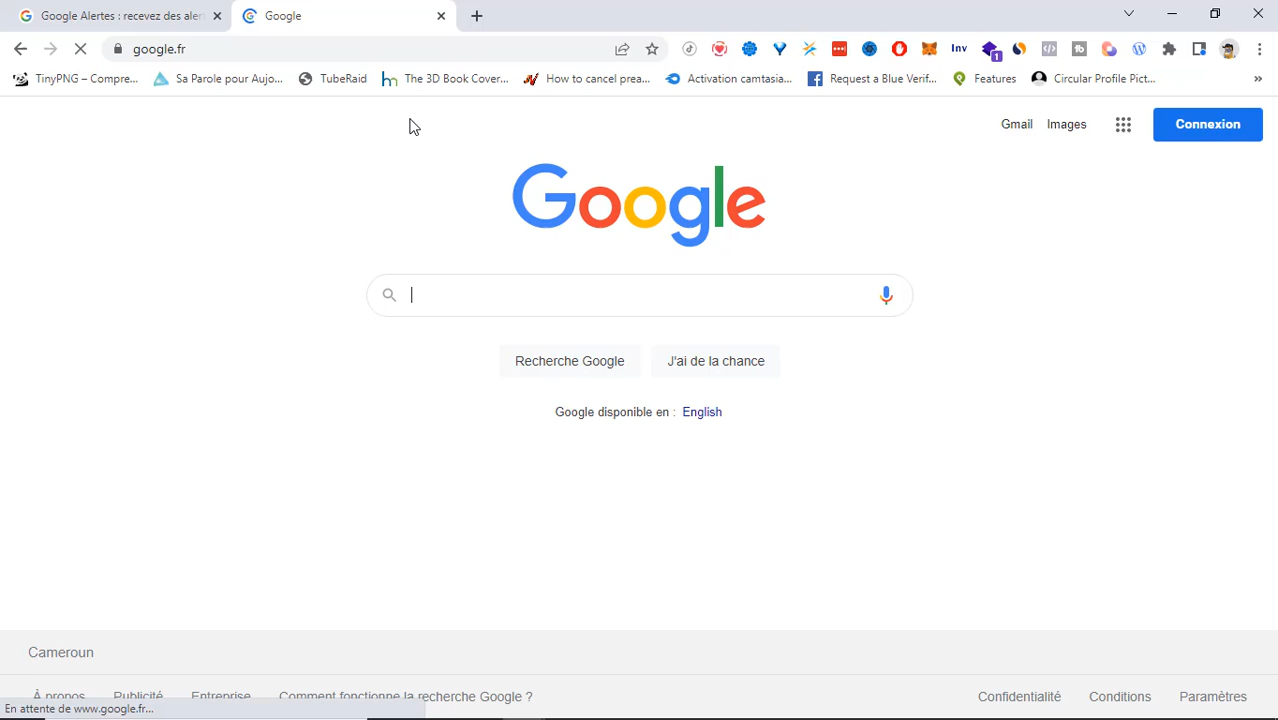 Google Alertes : recevez des alert
Google
google.fr
Inv
1
TinyPNG – Compre...
Sa Parole pour Aujo...
TubeRaid
The 3D Book Cover...
How to cancel prea...
Activation camtasia...
Request a Blue Verif...
Features
Circular Profile Pict...
»
Gmail
Images
Connexion
Google
Recherche Google
J'ai de la chance
Google disponible en : English
Cameroun
À propos
Publicité
Entreprise
Comment fonctionne la recherche Google ?
Confidentialité
Conditions
Paramètres
En attente de www.google.fr...